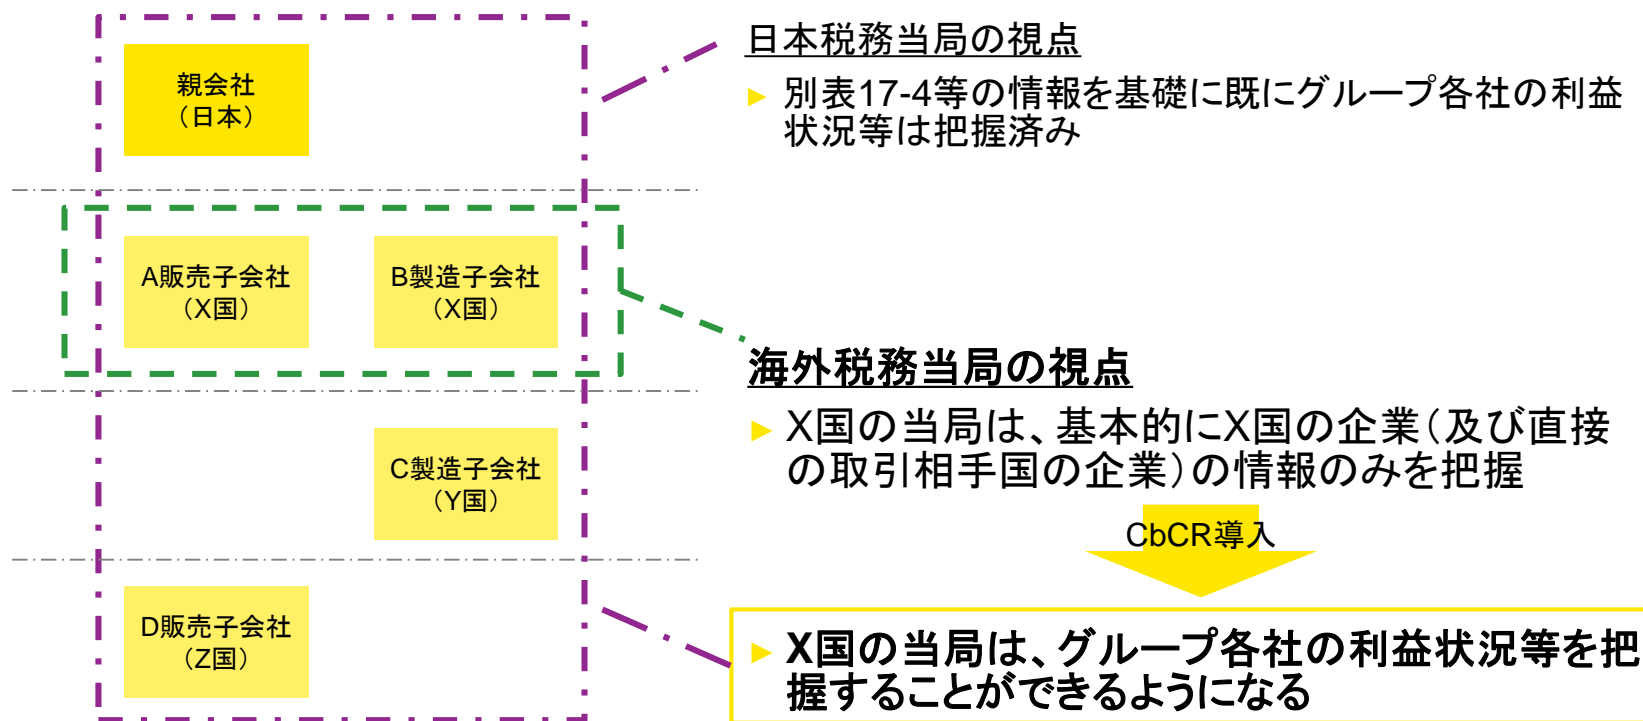 親会社
（日本）
A販売子会社
（X国）
B製造子会社
（X国）
C製造子会社
（Y国）
D販売子会社
（Z国）
日本税務当局の視点
► 別表17-4等の情報を基礎に既にグループ各社の利益
状況等は把握済み
海外税務当局の視点
► X国の当局は、基本的にX国の企業（及び直接
の取引相手国の企業）の情報のみを把握
CbCR導入
► X国の当局は、グループ各社の利益状況等を把
握することができるようになる